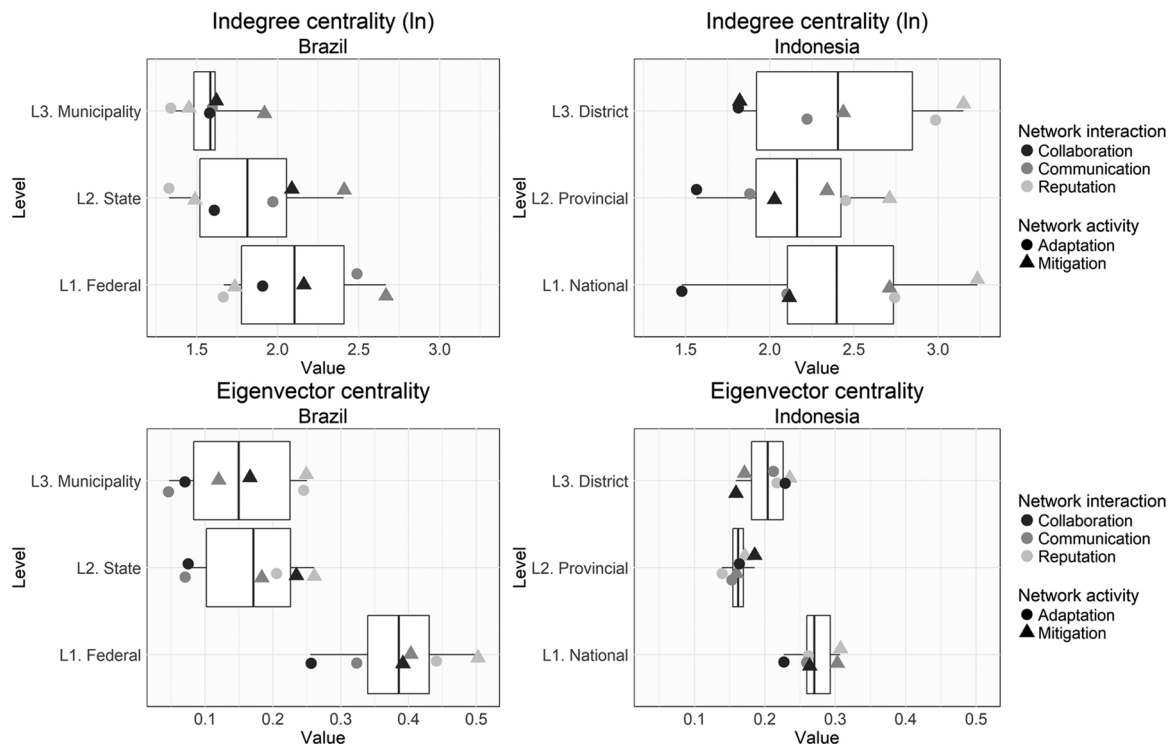 Indegree centrality (ln)
Brazil
Level
L3. Municipality
L2. State
L1. Federal
1.5 2.0 2.5 3.0
Value
Indegree centrality (ln)
Indonesia
Level
L3. District
L2. Provincial
L1. National
1.5 2.0 2.5 3.0
Value
Network interaction
Collaboration
Communication
Reputation
Network activity
Adaptation
Mitigation
Eigenvector centrality
Brazil
Level
L3. Municipality
L2. State
L1. Federal
0.1 0.2 0.3 0.4 0.5
Value
Eigenvector centrality
Indonesia
Level
L3. District
L2. Provincial
L1. National
0.1 0.2 0.3 0.4 0.5
Value
Network interaction
Collaboration
Communication
Reputation
Network activity
Adaptation
Mitigation